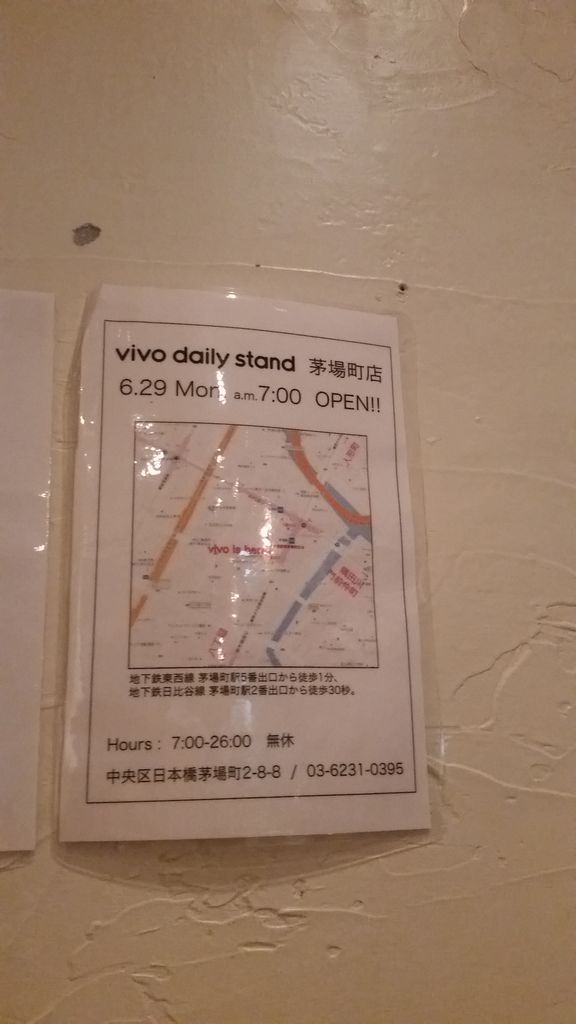 vivo daily stand 茅場町店
6.29 Mon a.m.7:00 OPEN!!
vivo is here
地下鉄東西線 茅場町駅5番出口から徒歩1分、
地下鉄日比谷線 茅場町駅2番出口から徒歩30秒。
Hours : 7:00-26:00 無休
中央区日本橋茅場町2-8-8 / 03-6231-0395